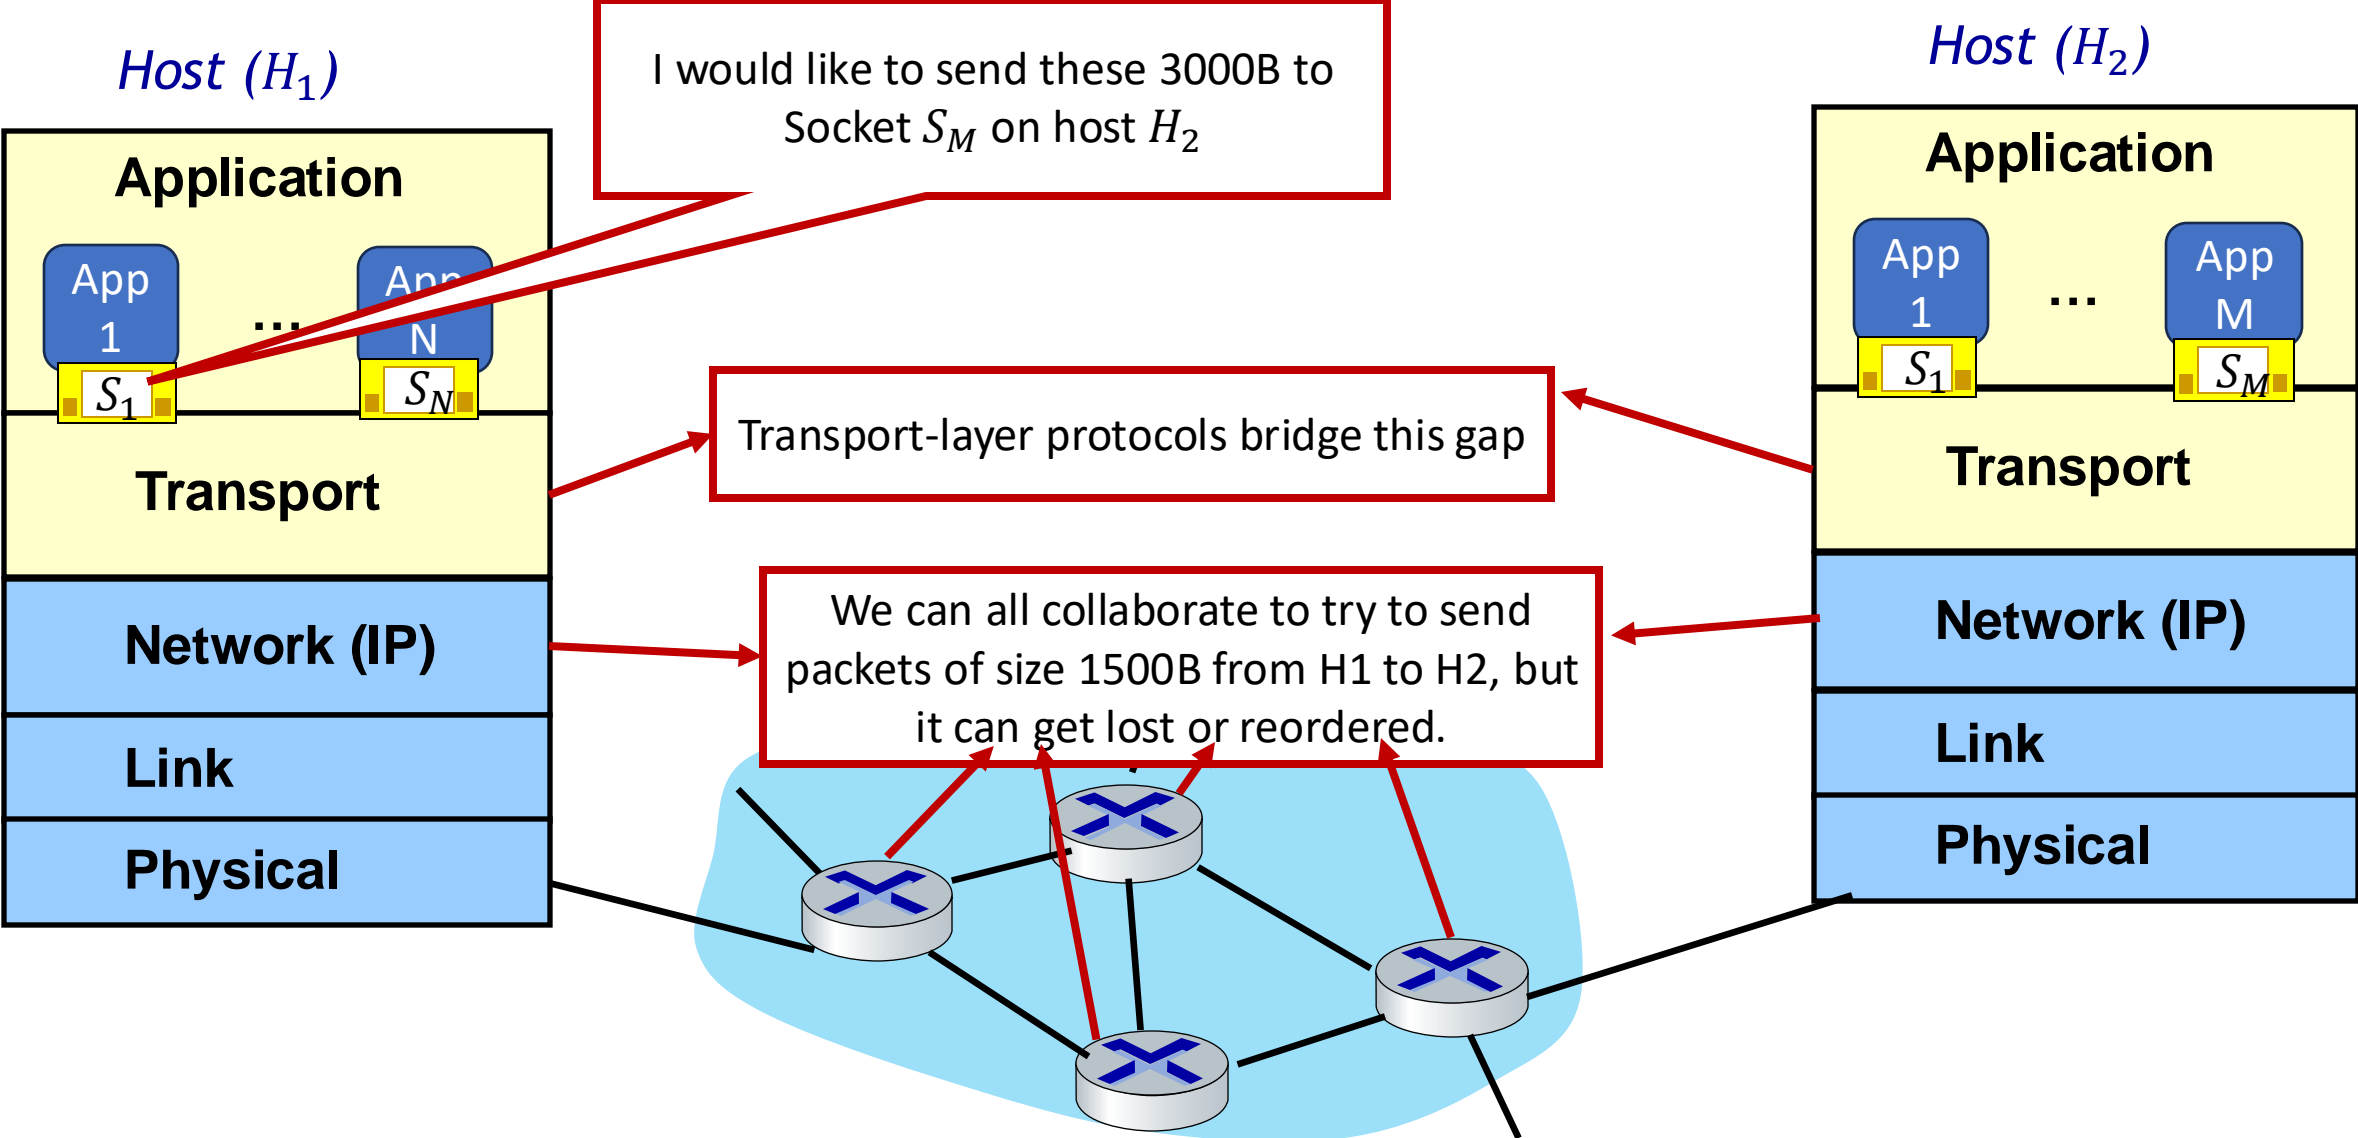 Host (H₁)
I would like to send these 3000B to
Socket S_M on host H₂
Host (H₂)
Application
App
1
...
App
N
S₁
S_N
Transport
Network (IP)
Link
Physical
Transport-layer protocols bridge this gap
We can all collaborate to try to send
packets of size 1500B from H1 to H2, but
it can get lost or reordered.
Application
App
1
...
App
M
S₁
S_M
Transport
Network (IP)
Link
Physical